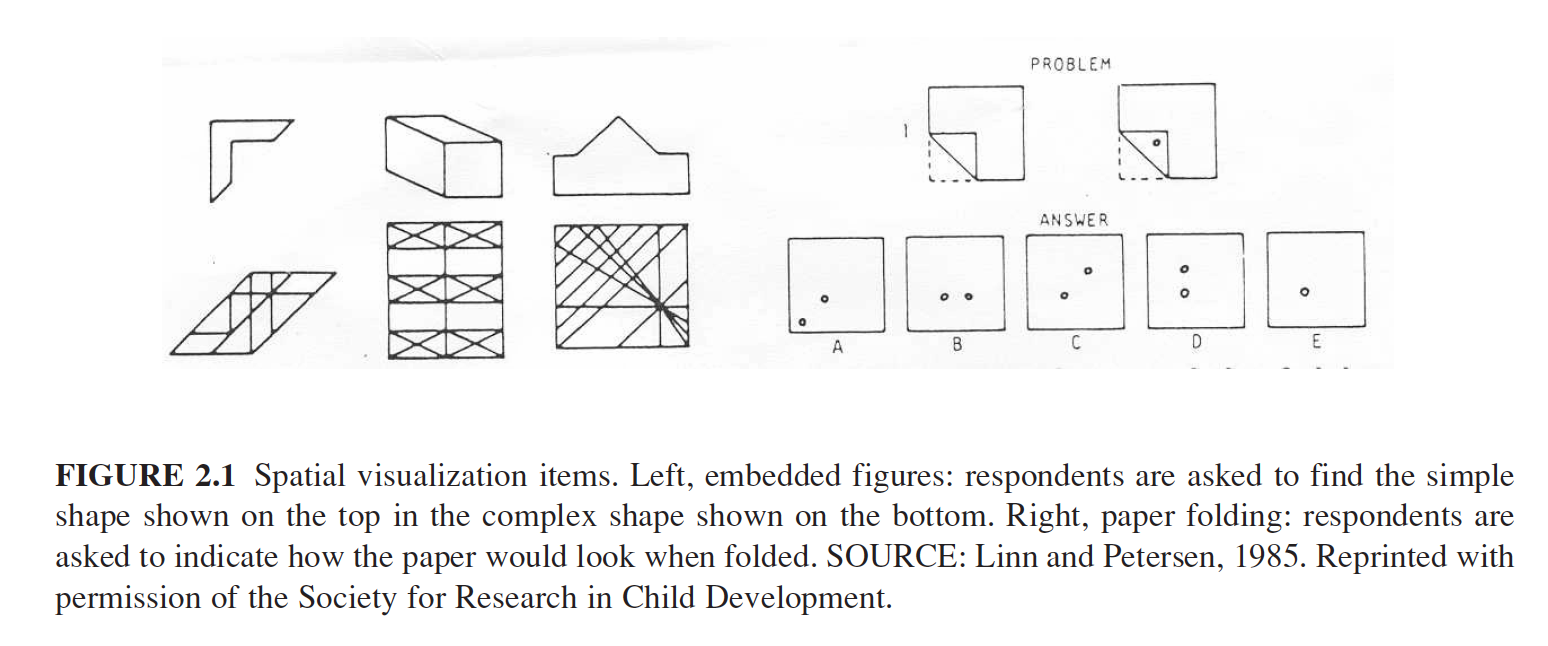 PROBLEM
1
ANSWER
A B C D E
FIGURE 2.1 Spatial visualization items. Left, embedded figures: respondents are asked to find the simple
shape shown on the top in the complex shape shown on the bottom. Right, paper folding: respondents are
asked to indicate how the paper would look when folded. SOURCE: Linn and Petersen, 1985. Reprinted with
permission of the Society for Research in Child Development.